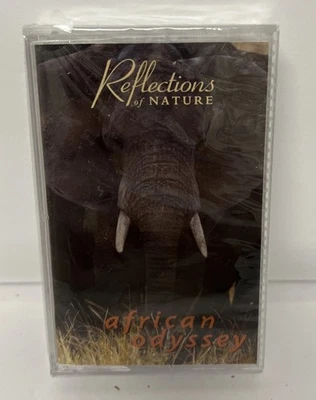 Reflections
of NATURE
african
odyssey